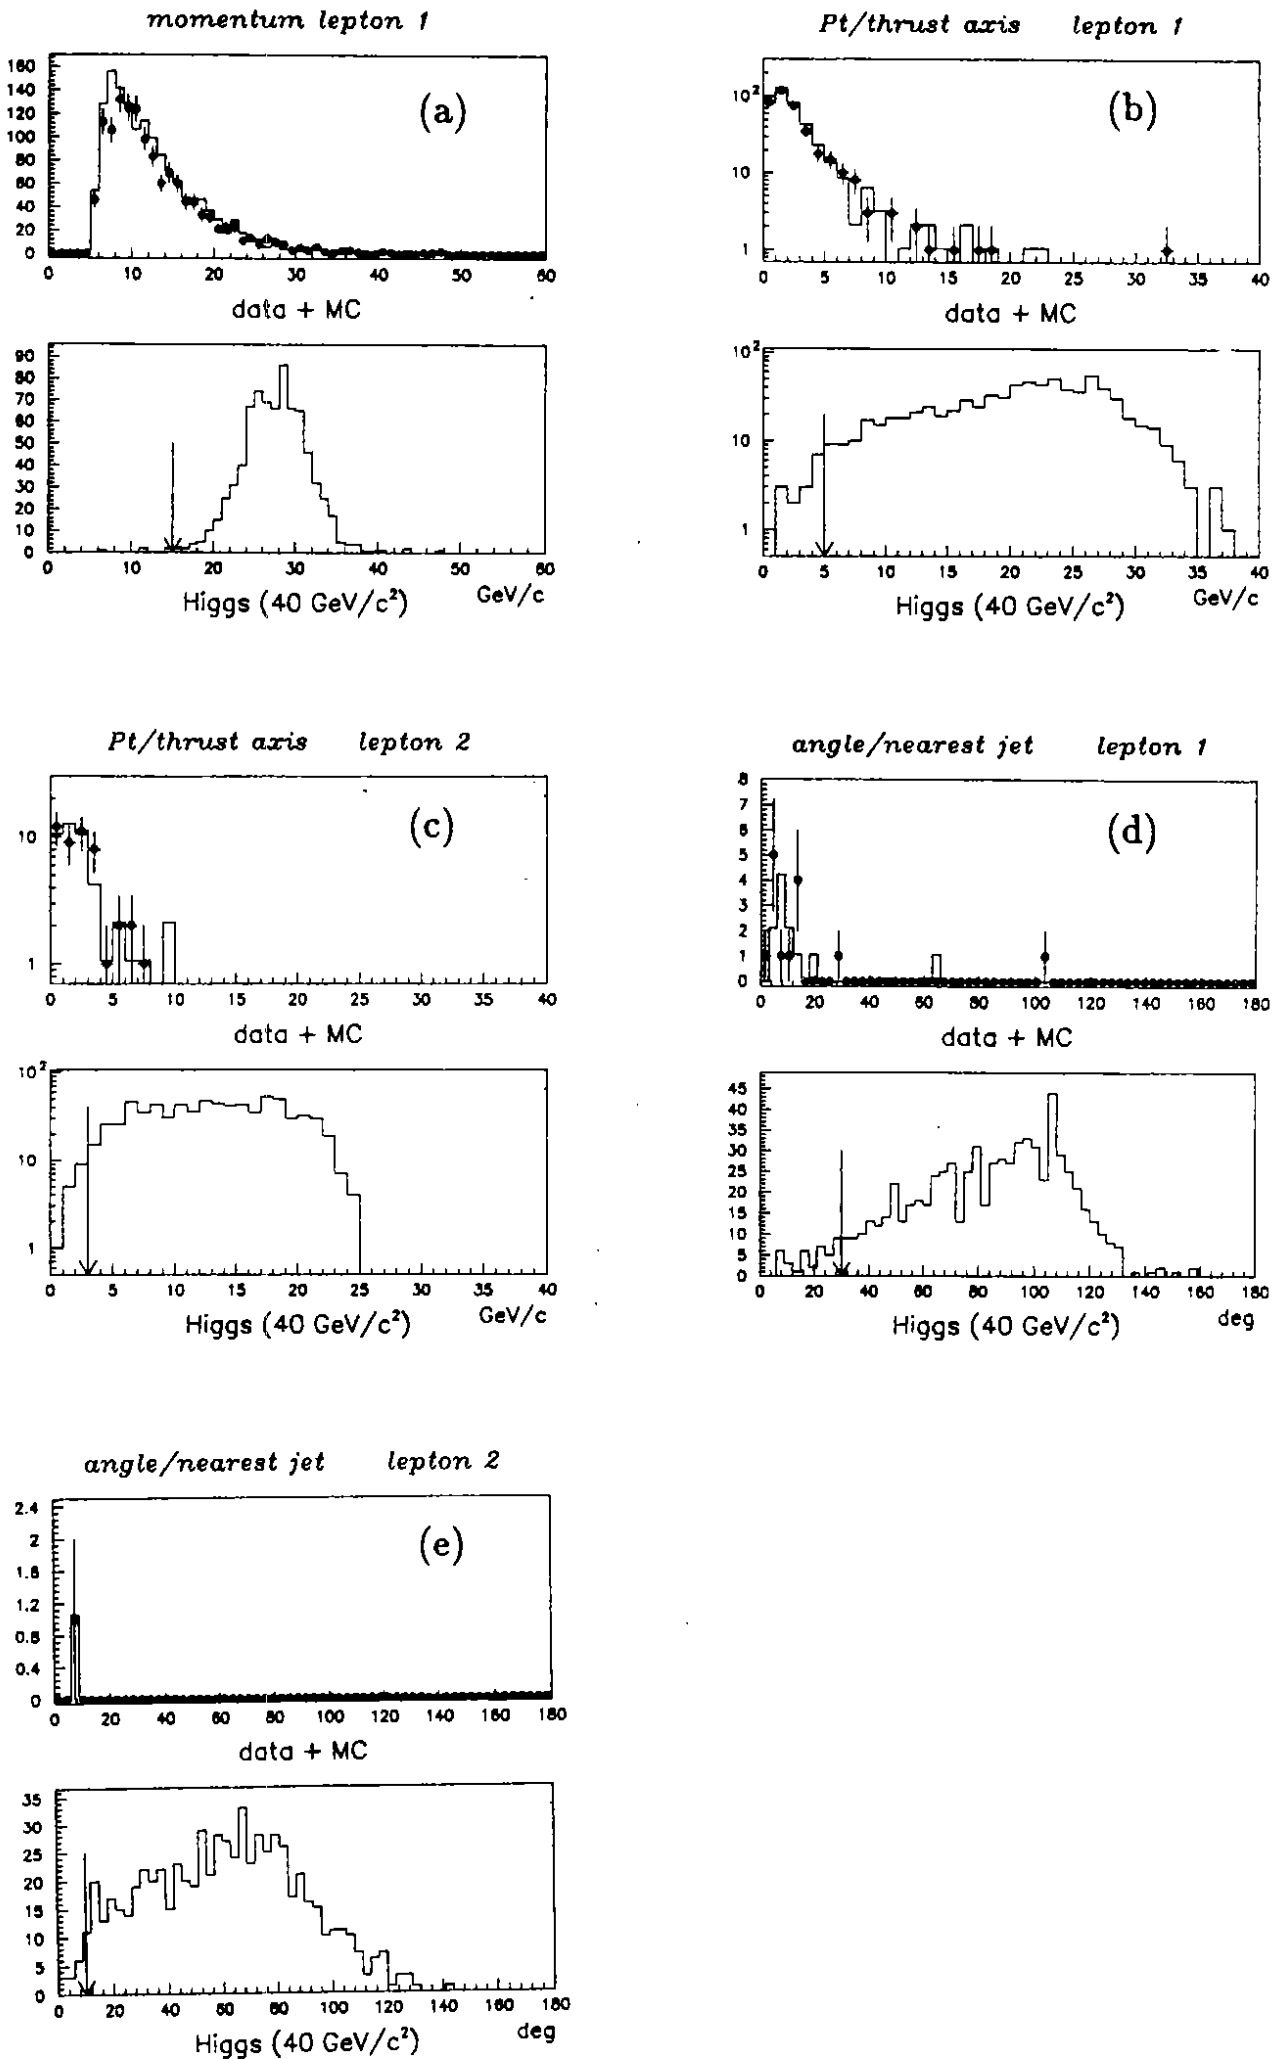 momentum lepton 1
160
140
120
100
80
60
40
20
0
(a)
0 10 20 30 40 50 60
data + MC
90
80
70
60
50
40
30
20
10
0
0 10 20 30 40 50 60
Higgs (40 GeV/c²) GeV/c
Pt/thrust axis lepton 1
10²
10
1
(b)
0 5 10 15 20 25 30 35 40
data + MC
10²
10
1
0 5 10 15 20 25 30 35 40
Higgs (40 GeV/c²) GeV/c
Pt/thrust axis lepton 2
10
1
(c)
0 5 10 15 20 25 30 35 40
data + MC
10²
10
1
0 5 10 15 20 25 30 35 40
Higgs (40 GeV/c²) GeV/c
angle/nearest jet lepton 1
8
7
6
5
4
3
2
1
0
(d)
0 20 40 60 80 100 120 140 160 180
data + MC
45
40
35
30
25
20
15
10
5
0
0 20 40 60 80 100 120 140 160 180
Higgs (40 GeV/c²) deg
angle/nearest jet lepton 2
2.4
2
1.6
1.2
0.8
0.4
0
(e)
0 20 40 60 80 100 120 140 160 180
data + MC
35
30
25
20
15
10
5
0
0 20 40 60 80 100 120 140 160 180
Higgs (40 GeV/c²) deg